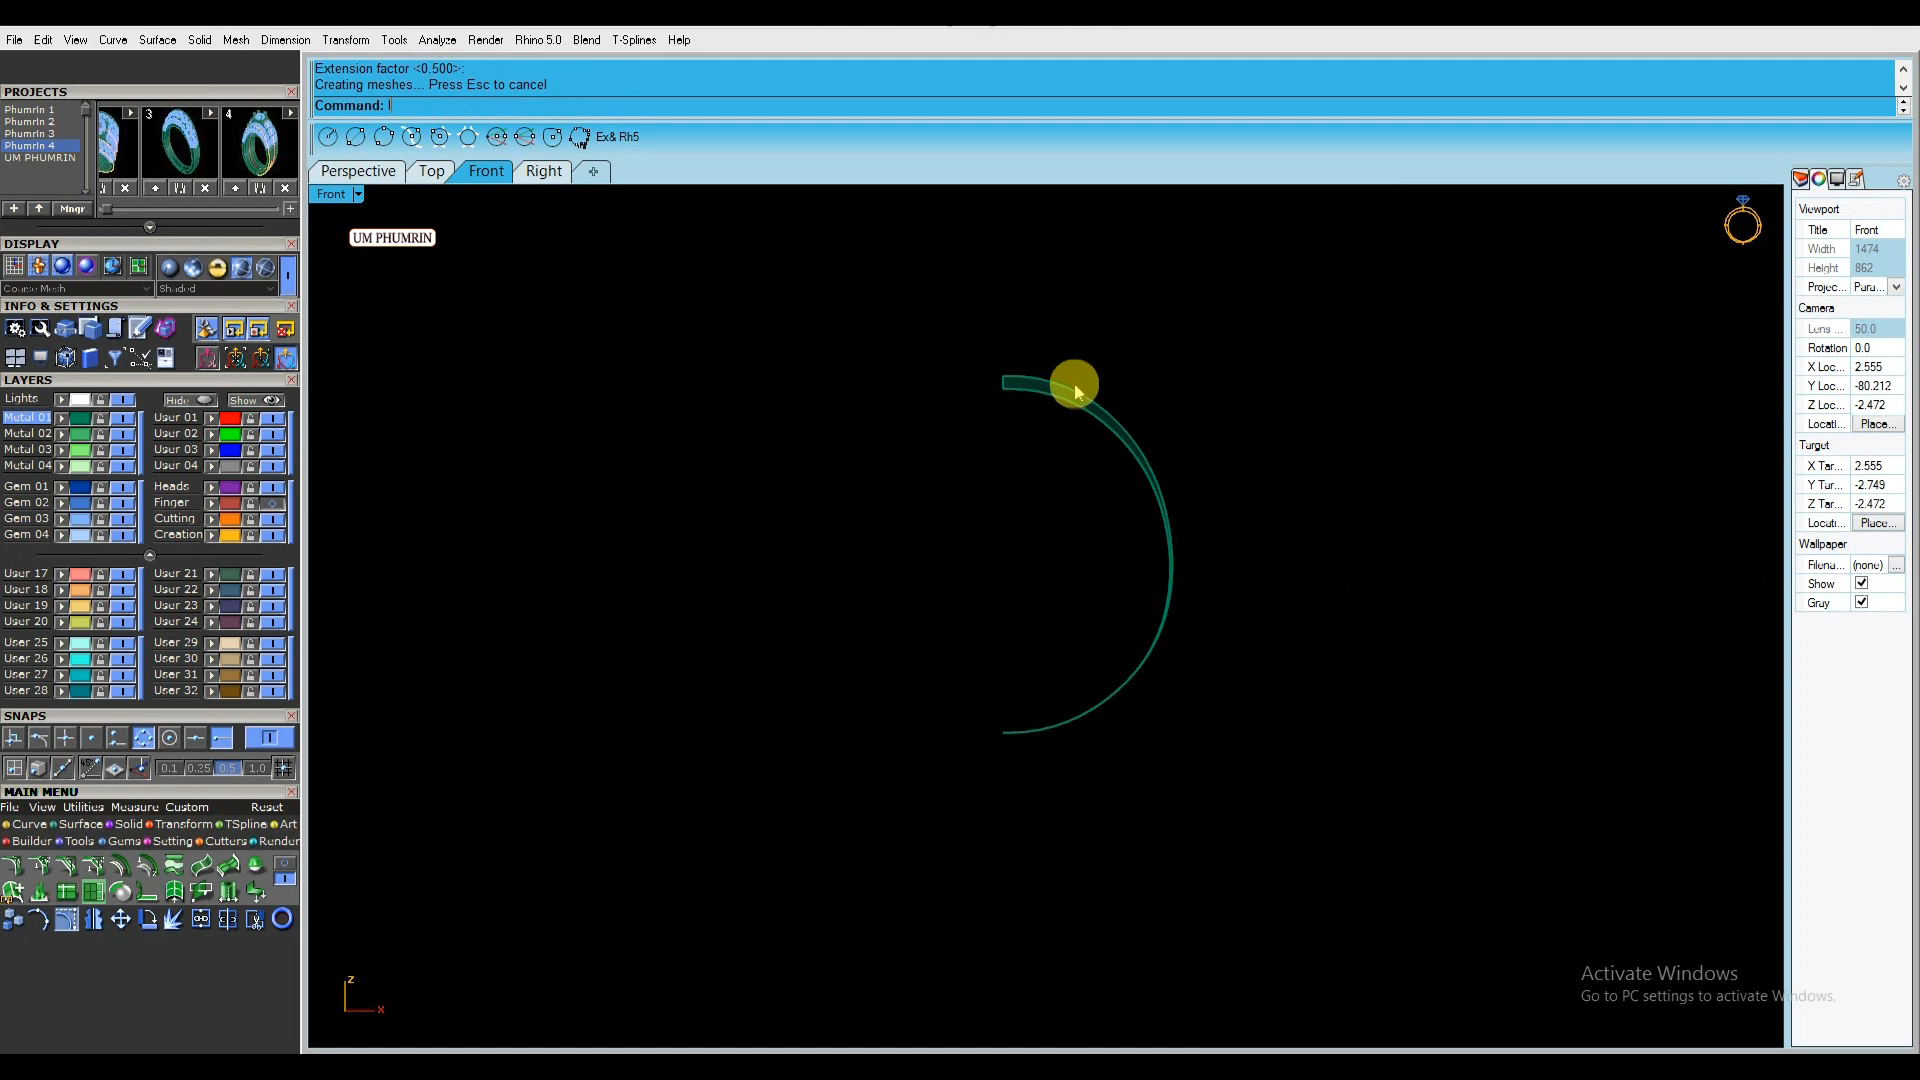 File Edit View Curve Surface Solid Mesh Dimension Transform Tools Analyze Render Rhino 5.0 Blend T-Splines Help
Extension factor <0.500>:
Creating meshes... Press Esc to cancel
Command: l
Ex& Rh5
Perspective Top Front Right
Front
UM PHUMRIN
PROJECTS
Phumrin 1
Phumrin 2
Phumrin 3
Phumrin 4
UM PHUMRIN
3 4
Mngr
DISPLAY
Coarse Mesh Shaded
INFO & SETTINGS
LAYERS
Lights Hide Show
Metal 01 User 01
Metal 02 User 02
Metal 03 User 03
Metal 04 User 04
Gem 01 Heads
Gem 02 Finger
Gem 03 Cutting
Gem 04 Creation
User 17 User 21
User 18 User 22
User 19 User 23
User 20 User 24
User 25 User 29
User 26 User 30
User 27 User 31
User 28 User 32
SNAPS
0.1 0.25 0.5 1.0
MAIN MENU
File View Utilities Measure Custom Reset
Curve Surface Solid Transform TSpline Art
Builder Tools Gems Setting Cutters Render
z
x
Viewport
Title Front
Width 1474
Height 862
Projec... Para...
Camera
Lens ... 50.0
Rotation 0.0
X Loc... 2.555
Y Loc... -80.212
Z Loc... -2.472
Locati... Place...
Target
X Tar... 2.555
Y Tar... -2.749
Z Tar... -2.472
Locati... Place...
Wallpaper
Filena... (none) ...
Show
Gray
Activate Windows
Go to PC settings to activate Windows.